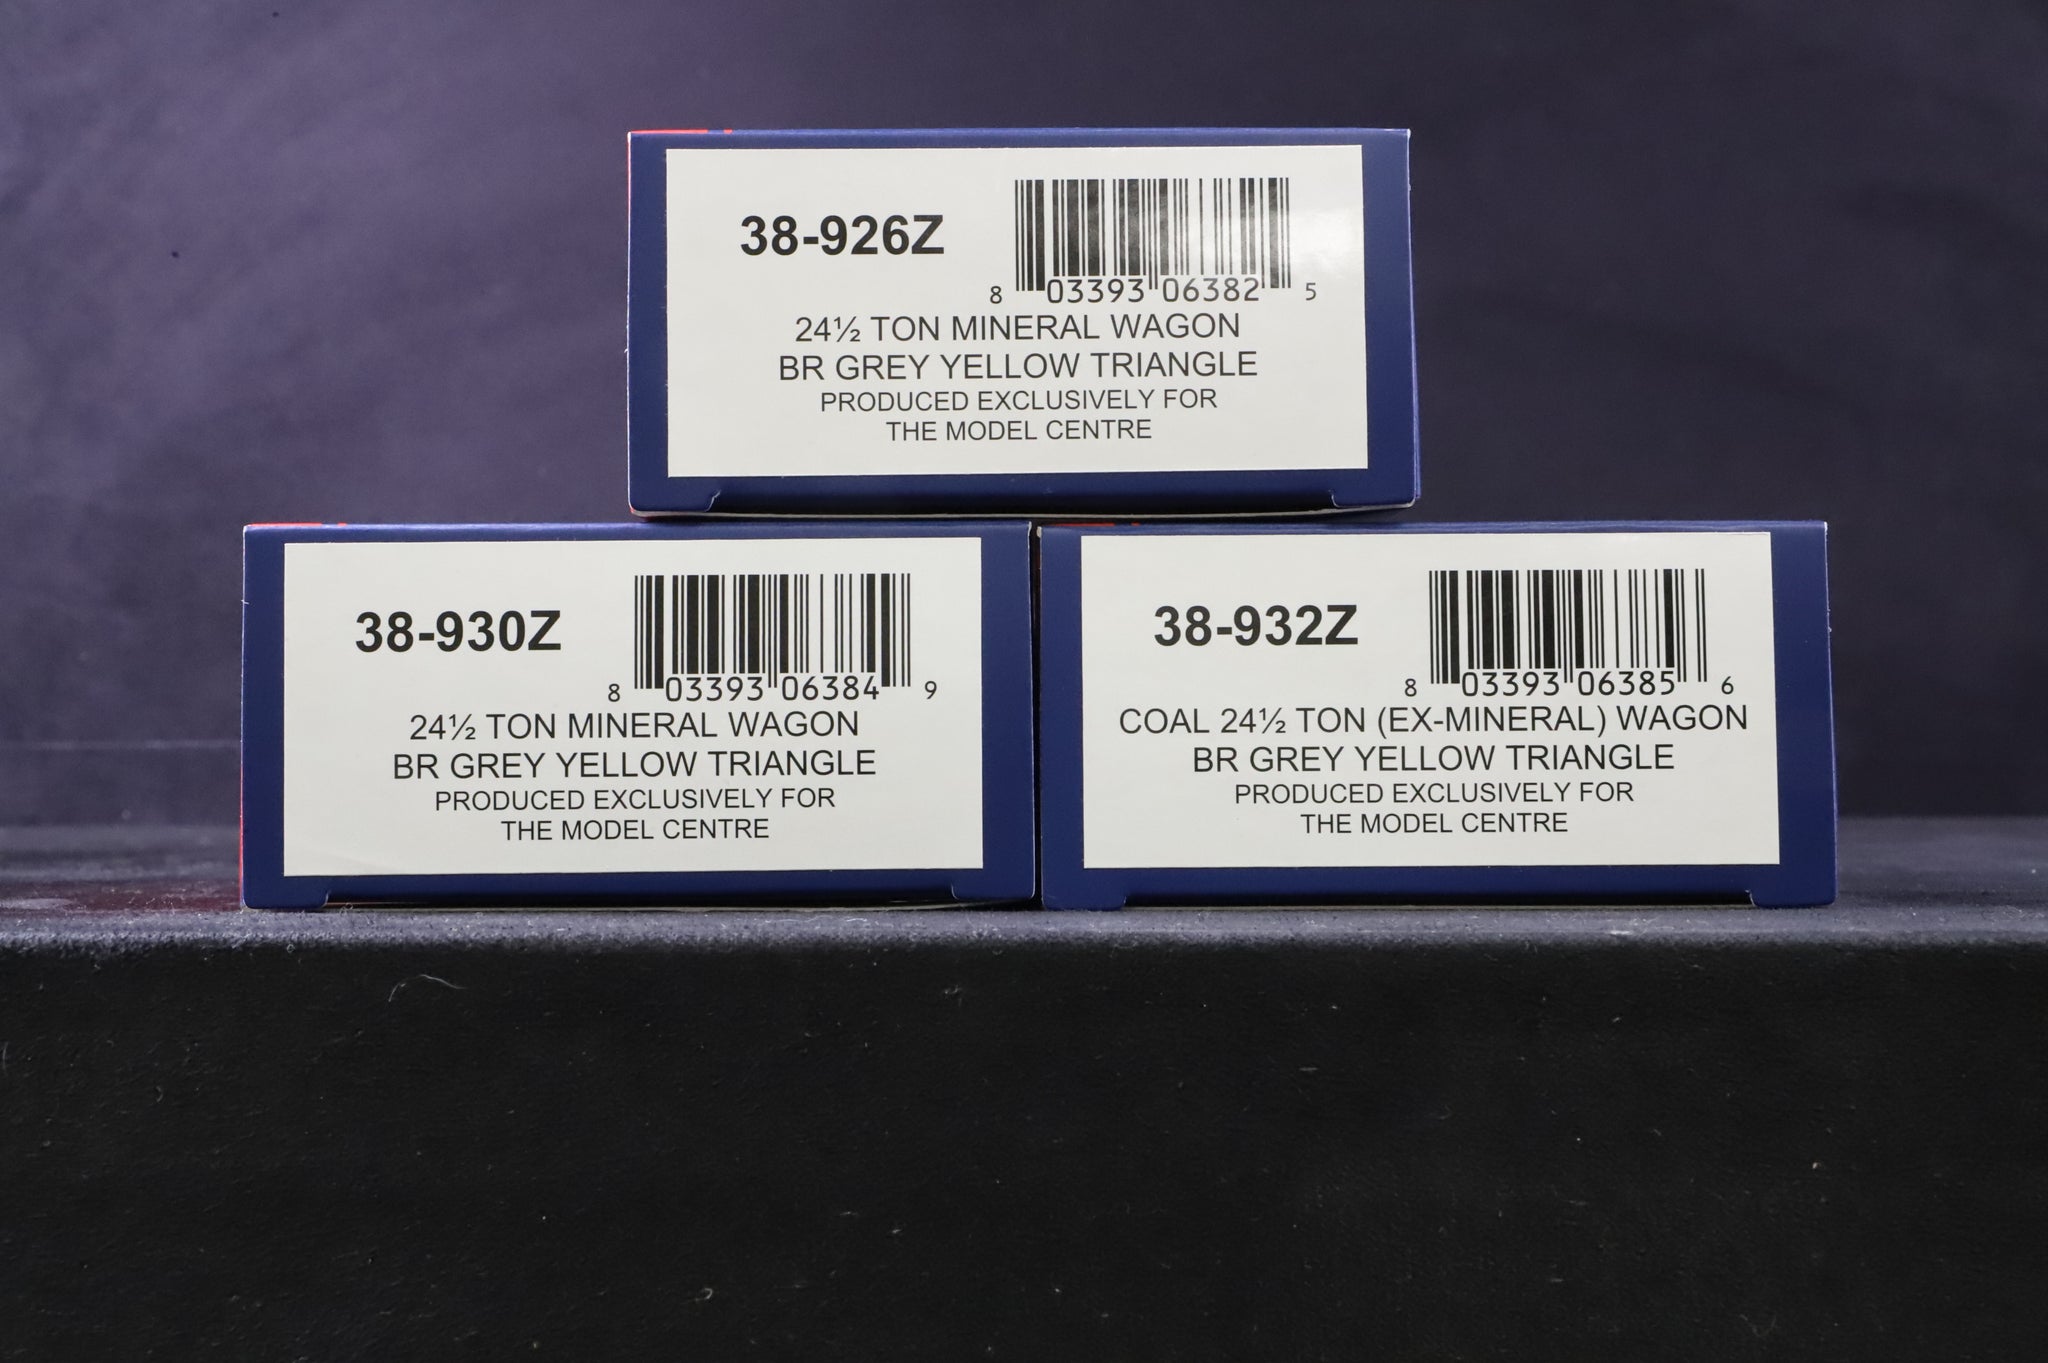 38-926Z
8 03393 06382 5
24½ TON MINERAL WAGON
BR GREY YELLOW TRIANGLE
PRODUCED EXCLUSIVELY FOR
THE MODEL CENTRE
38-930Z
8 03393 06384 9
24½ TON MINERAL WAGON
BR GREY YELLOW TRIANGLE
PRODUCED EXCLUSIVELY FOR
THE MODEL CENTRE
38-932Z
8 03393 06385 6
COAL 24½ TON (EX-MINERAL) WAGON
BR GREY YELLOW TRIANGLE
PRODUCED EXCLUSIVELY FOR
THE MODEL CENTRE